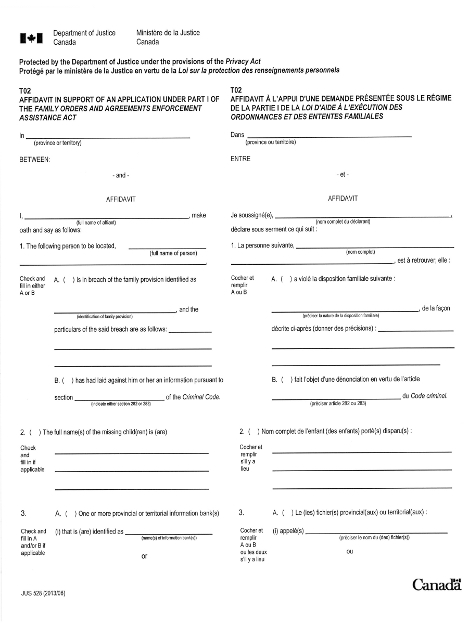 Department of Justice
Canada
Ministère de la Justice
Canada
Protected by the Department of Justice under the provisions of the Privacy Act
Protégé par le ministère de la Justice en vertu de la Loi sur la protection des renseignements personnels
T02
AFFIDAVIT IN SUPPORT OF AN APPLICATION UNDER PART I OF
THE FAMILY ORDERS AND AGREEMENTS ENFORCEMENT
ASSISTANCE ACT
In
(province or territory)
BETWEEN:
- and -
AFFIDAVIT
I, , make
(full name of affiant)
oath and say as follows:
1. The following person to be located,
(full name of person)
Check and
fill in either
A or B
A. ( ) is in breach of the family provision identified as
, and the
(identification of family provision)
particulars of the said breach are as follows:
B. ( ) has had laid against him or her an information pursuant to
section of the Criminal Code.
(indicate either section 282 or 283)
2. ( ) The full name(s) of the missing child(ren) is (are)
Check
and
fill in if
applicable
3. A. ( ) One or more provincial or territorial information bank(s)
Check and
fill in A
and/or B if
applicable
(i) that is (are) identified as
(name(s) of information bank(s))
or
JUS 526 (2013/08)
T02
AFFIDAVIT À L'APPUI D'UNE DEMANDE PRÉSENTÉE SOUS LE RÉGIME
DE LA PARTIE I DE LA LOI D'AIDE À L'EXÉCUTION DES
ORDONNANCES ET DES ENTENTES FAMILIALES
Dans
(province ou territoire)
ENTRE
- et -
AFFIDAVIT
Je soussigné(e), ,
(nom complet du déclarant)
déclare sous serment ce qui suit :
1. La personne suivante,
(nom complet)
, est à retrouver, elle :
Cocher et
remplir
A ou B
A. ( ) a violé la disposition familiale suivante :
, de la façon
(préciser la nature de la disposition familiale)
décrite ci-après (donner des précisions) :
B. ( ) fait l'objet d'une dénonciation en vertu de l'article
du Code criminel.
(préciser article 282 ou 283)
2. ( ) Nom complet de l'enfant (des enfants) porté(s) disparu(s) :
Cocher et
remplir
s'il y a
lieu
3. A. ( ) Le (les) fichier(s) provincial(aux) ou territorial(aux) :
Cocher et
remplir
A ou B
ou les deux
s'il y a lieu
(i) appelé(s)
(préciser le nom du (des) fichier(s))
ou
Canada